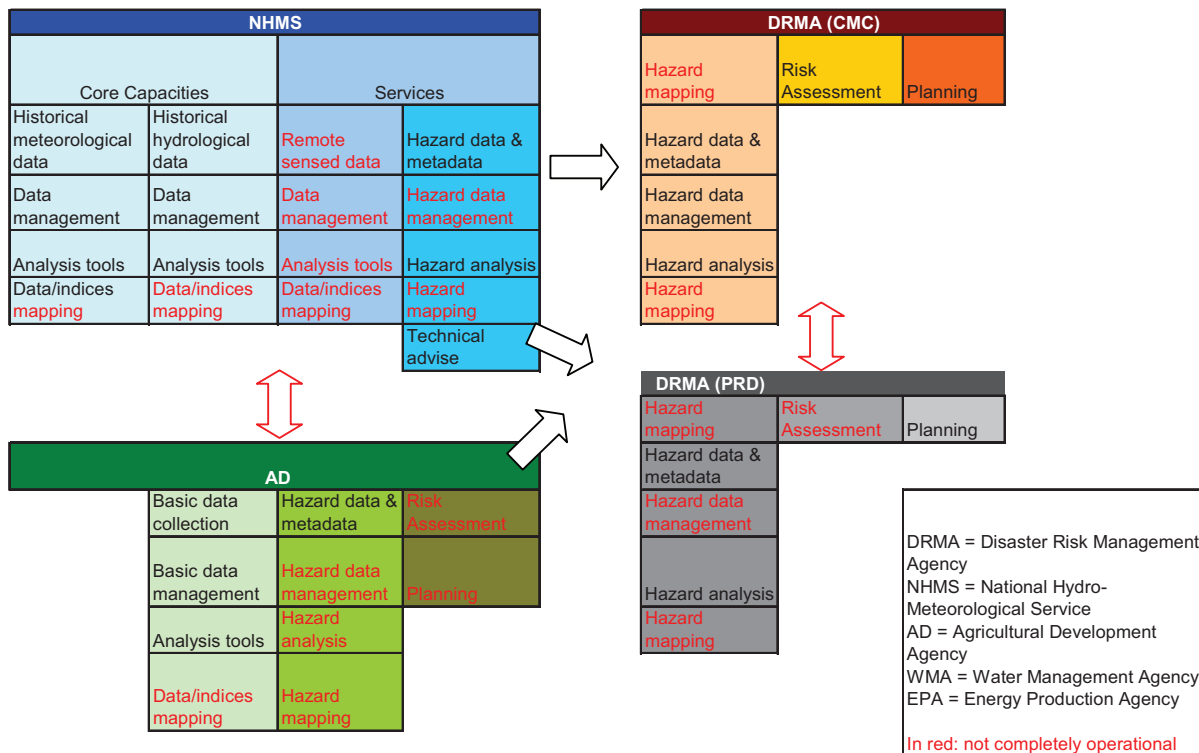 NHMS
Core Capacities
Services
Historical
meteorological
data
Historical
hydrological
data
Remote
sensed data
Hazard data &
metadata
Data
management
Data
management
Data
management
Hazard data
management
Analysis tools
Analysis tools
Analysis tools
Hazard analysis
Data/indices
mapping
Data/indices
mapping
Data/indices
mapping
Hazard
mapping
Technical
advise
DRMA (CMC)
Hazard
mapping
Risk
Assessment
Planning
Hazard data &
metadata
Hazard data
management
Hazard analysis
Hazard
mapping
DRMA (PRD)
Hazard
mapping
Risk
Assessment
Planning
Hazard data &
metadata
Hazard data
management
Hazard analysis
Hazard
mapping
AD
Basic data
collection
Hazard data &
metadata
Risk
Assessment
Basic data
management
Hazard data
management
Planning
Analysis tools
Hazard
analysis
Data/indices
mapping
Hazard
mapping
DRMA = Disaster Risk Management
Agency
NHMS = National Hydro-
Meteorological Service
AD = Agricultural Development
Agency
WMA = Water Management Agency
EPA = Energy Production Agency
In red: not completely operational